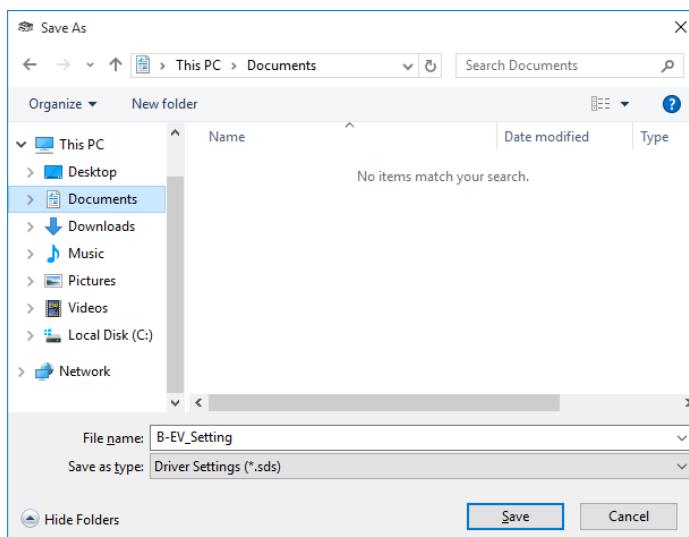 Save As
This PC > Documents
Search Documents
Organize
New folder
Name
Date modified
Type
This PC
Desktop
Documents
Downloads
Music
Pictures
Videos
Local Disk (C:)
Network
No items match your search.
File name: B-EV_Setting
Save as type: Driver Settings (*.sds)
Hide Folders
Save
Cancel